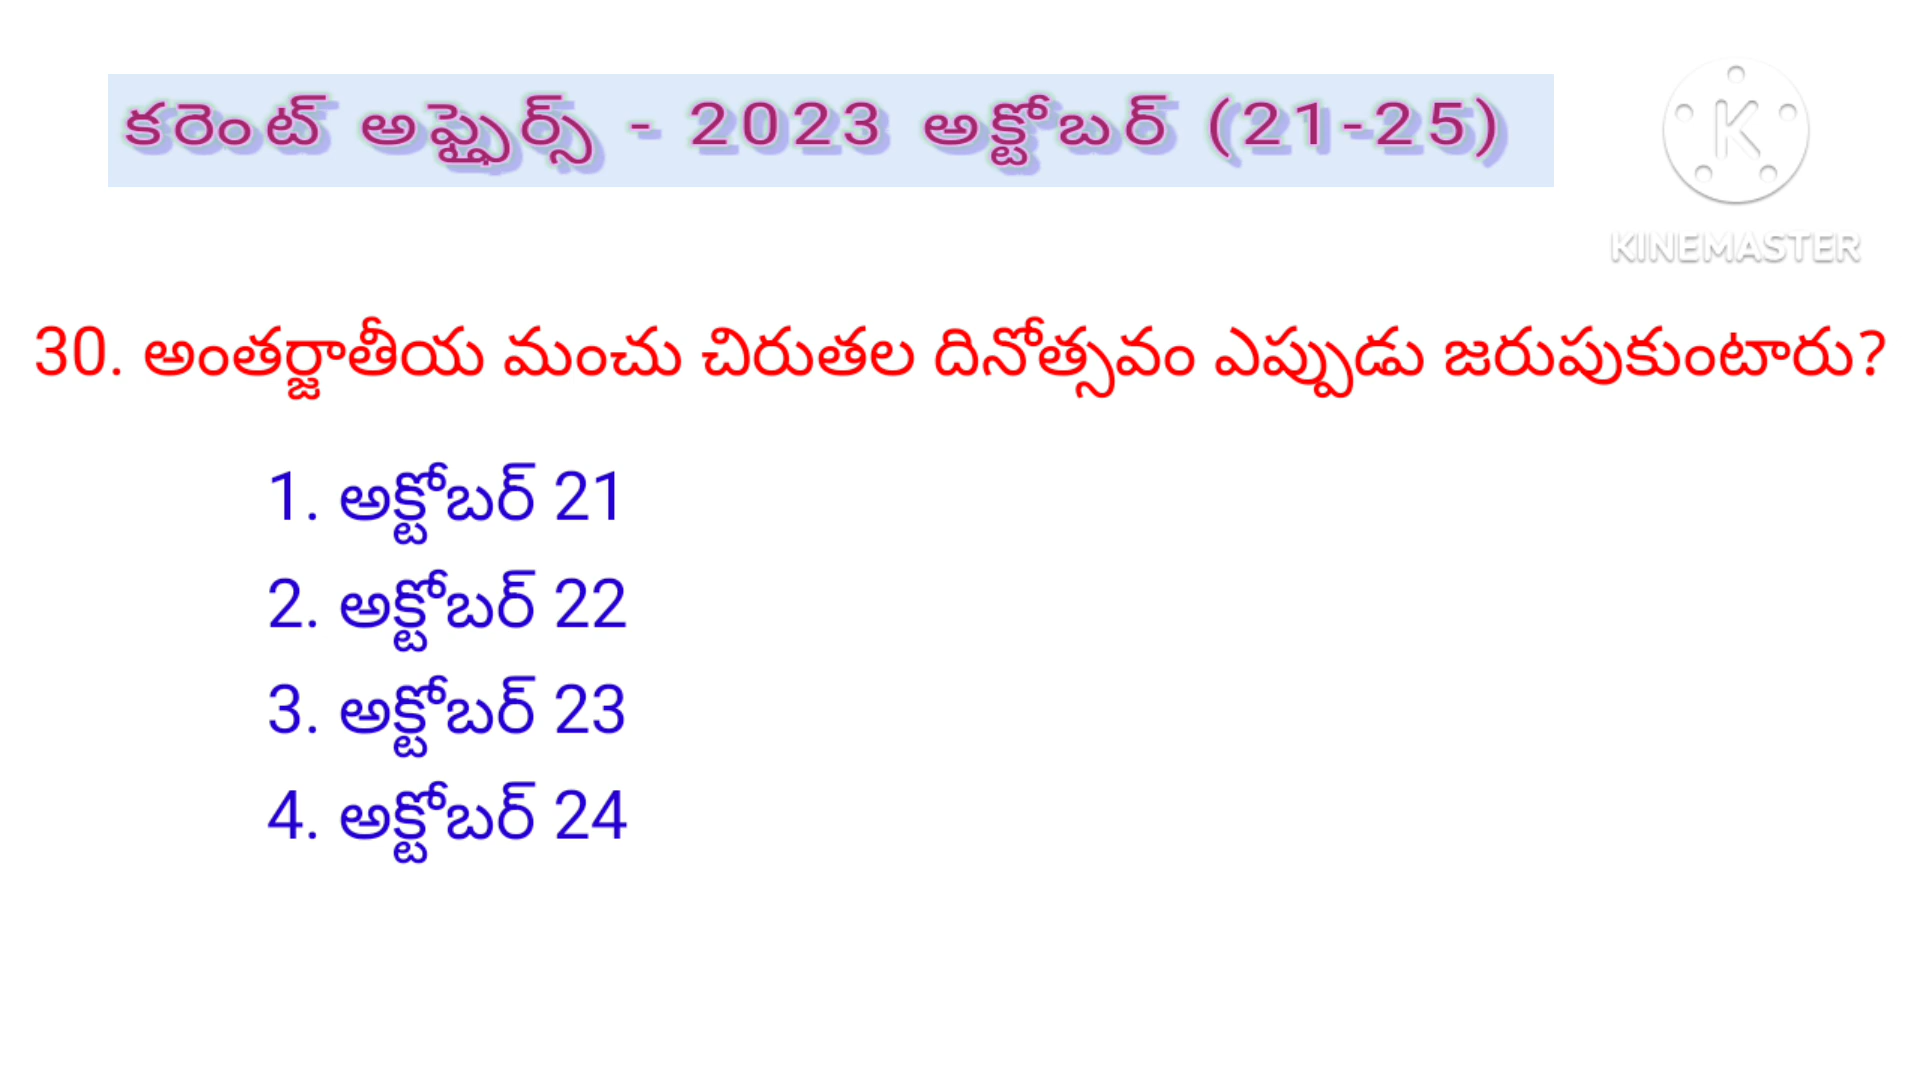 కరెంట్ అఫ్ఫైర్స్ - 2023 అక్టోబర్ (21-25)
K
KINEMASTER
30. అంతర్జాతీయ మంచు చిరుతల దినోత్సవం ఎప్పుడు జరుపుకుంటారు?
1. అక్టోబర్ 21
2. అక్టోబర్ 22
3. అక్టోబర్ 23
4. అక్టోబర్ 24